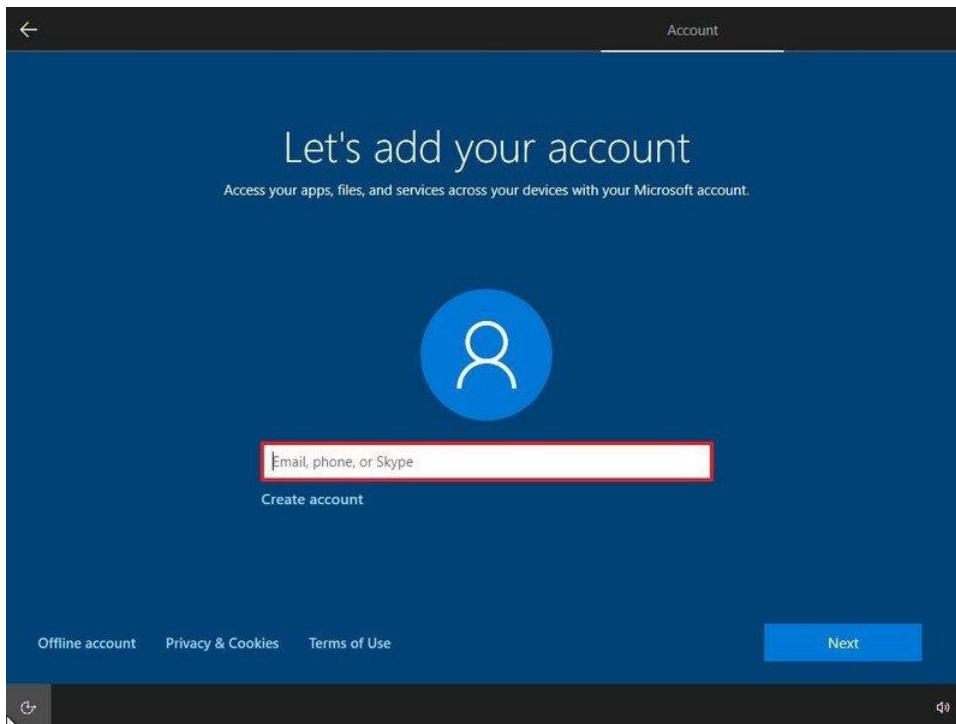 Account
Let's add your account
Access your apps, files, and services across your devices with your Microsoft account.
Email, phone, or Skype
Create account
Offline account Privacy & Cookies Terms of Use Next